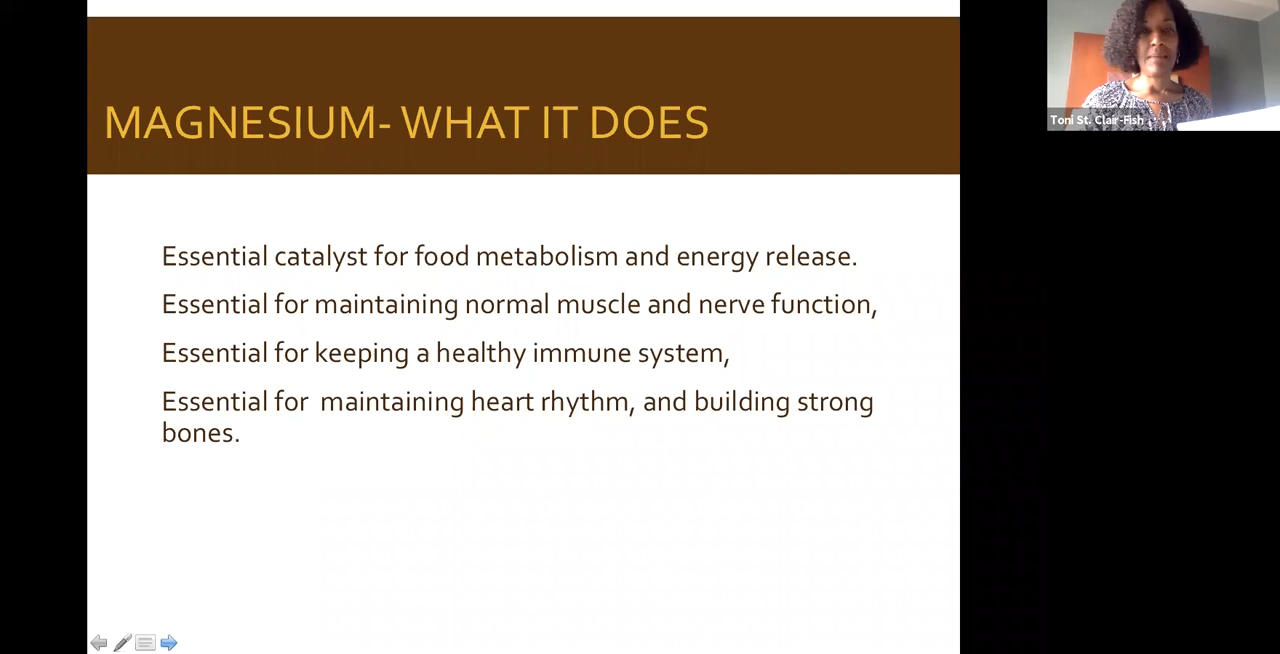 MAGNESIUM- WHAT IT DOES
Essential catalyst for food metabolism and energy release.
Essential for maintaining normal muscle and nerve function,
Essential for keeping a healthy immune system,
Essential for  maintaining heart rhythm, and building strong
bones.
Toni St. Clair-Fish